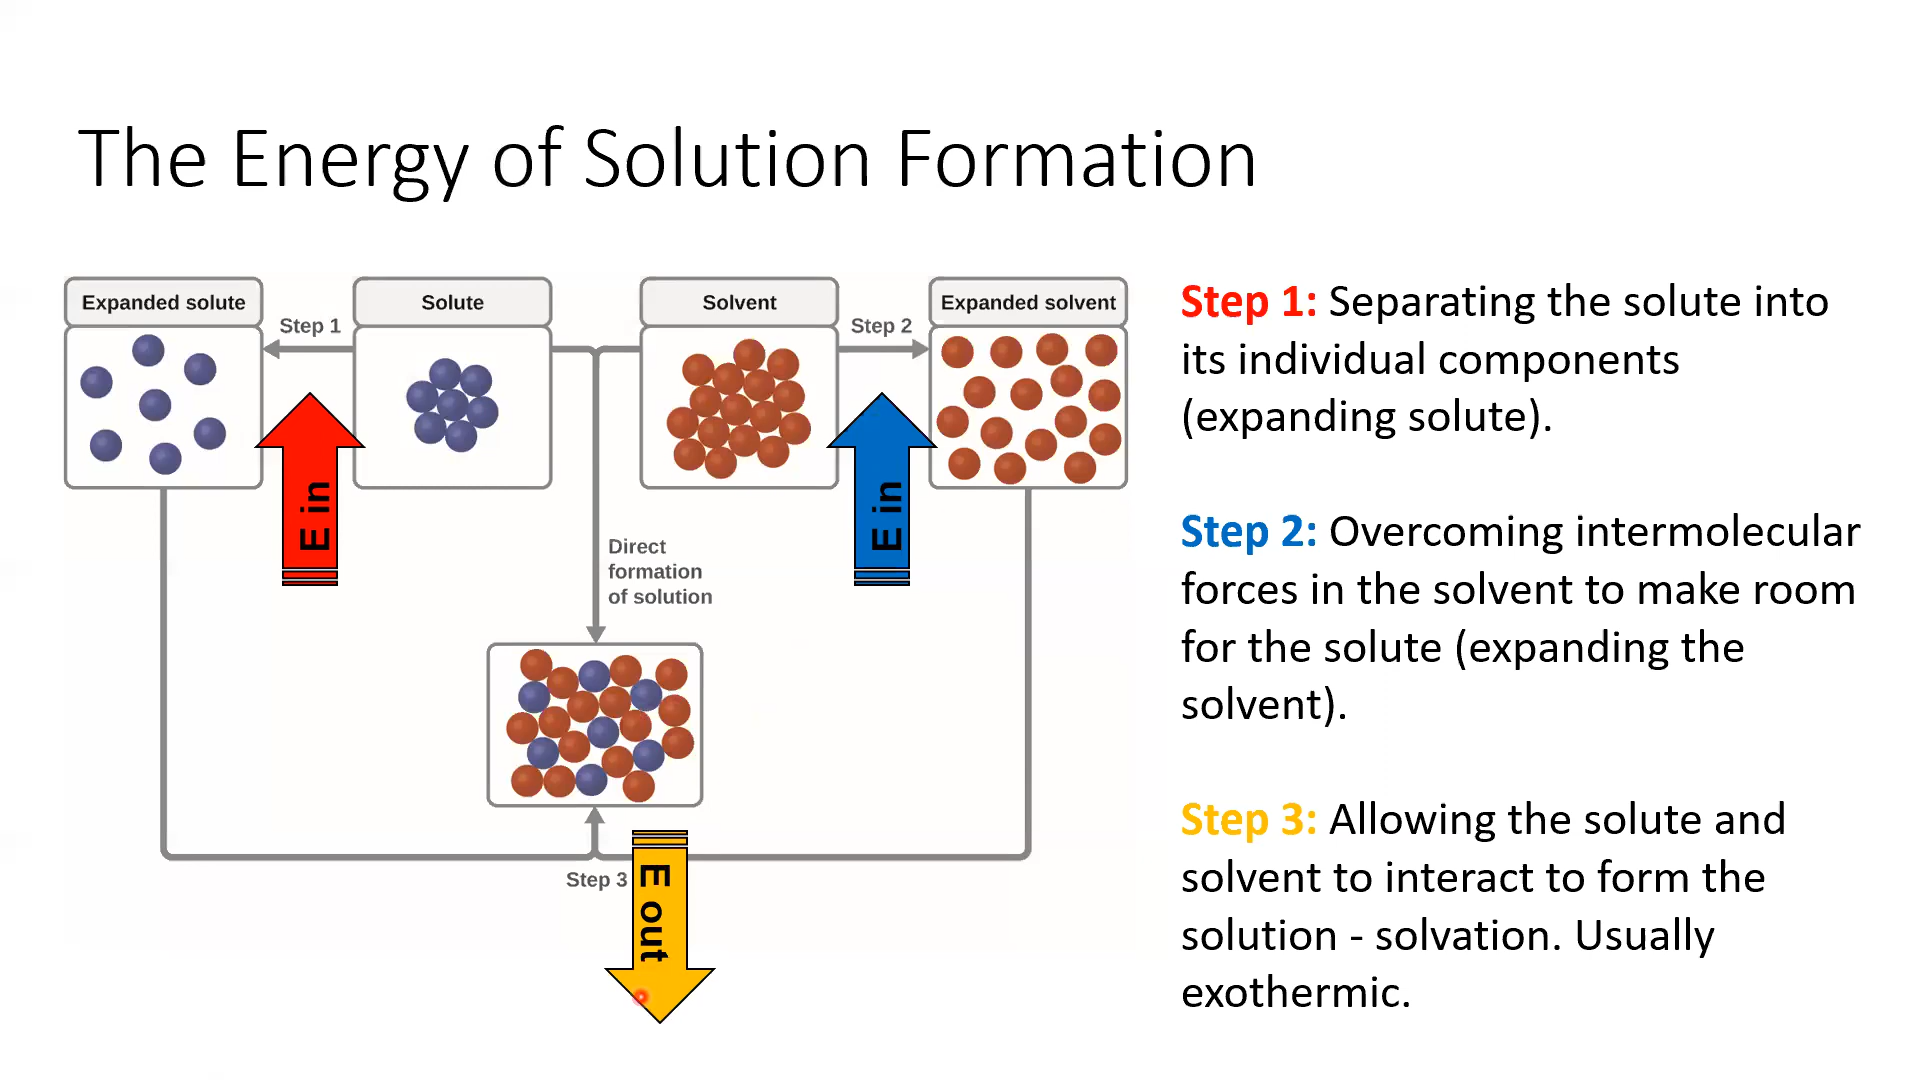 The Energy of Solution Formation
Expanded solute
Step 1
Solute
Solvent
Step 2
Expanded solvent
E in
E in
Direct
formation
of solution
Step 3
E out
Step 1: Separating the solute into
its individual components
(expanding solute).
Step 2: Overcoming intermolecular
forces in the solvent to make room
for the solute (expanding the
solvent).
Step 3: Allowing the solute and
solvent to interact to form the
solution - solvation. Usually
exothermic.